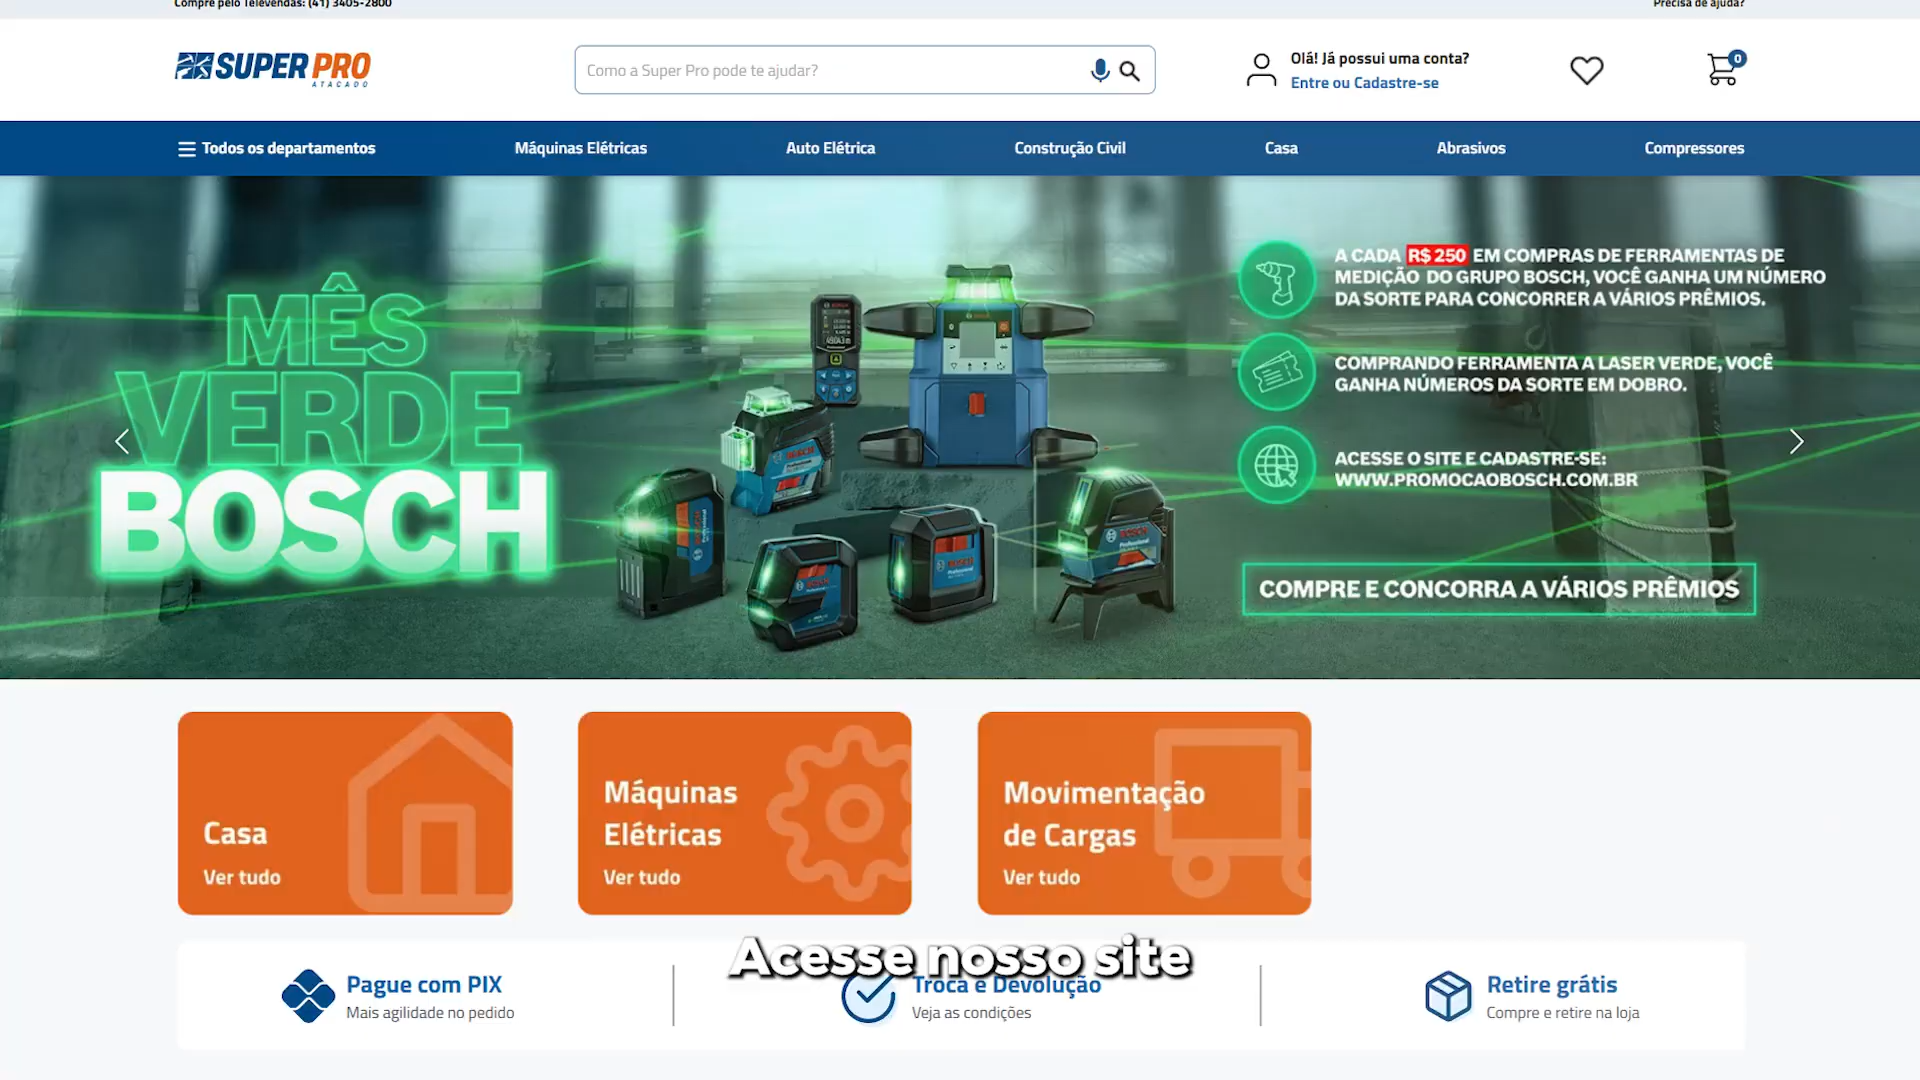 Compre pelo Televendas: (41) 3405-2800
Precisa de ajuda?
SUPER PRO
ATACADO
Como a Super Pro pode te ajudar?
Olá! Já possui uma conta?
Entre ou Cadastre-se
0
Todos os departamentos
Máquinas Elétricas
Auto Elétrica
Construção Civil
Casa
Abrasivos
Compressores
MÊS
VERDE
BOSCH
A CADA R$ 250 EM COMPRAS DE FERRAMENTAS DE
MEDIÇÃO DO GRUPO BOSCH, VOCÊ GANHA UM NÚMERO
DA SORTE PARA CONCORRER A VÁRIOS PRÊMIOS.
COMPRANDO FERRAMENTA A LASER VERDE, VOCÊ
GANHA NÚMEROS DA SORTE EM DOBRO.
ACESSE O SITE E CADASTRE-SE:
WWW.PROMOCAOBOSCH.COM.BR
COMPRE E CONCORRA A VÁRIOS PRÊMIOS
Casa
Ver tudo
Máquinas
Elétricas
Ver tudo
Movimentação
de Cargas
Ver tudo
Acesse nosso site
Pague com PIX
Mais agilidade no pedido
Troca e Devolução
Veja as condições
Retire grátis
Compre e retire na loja